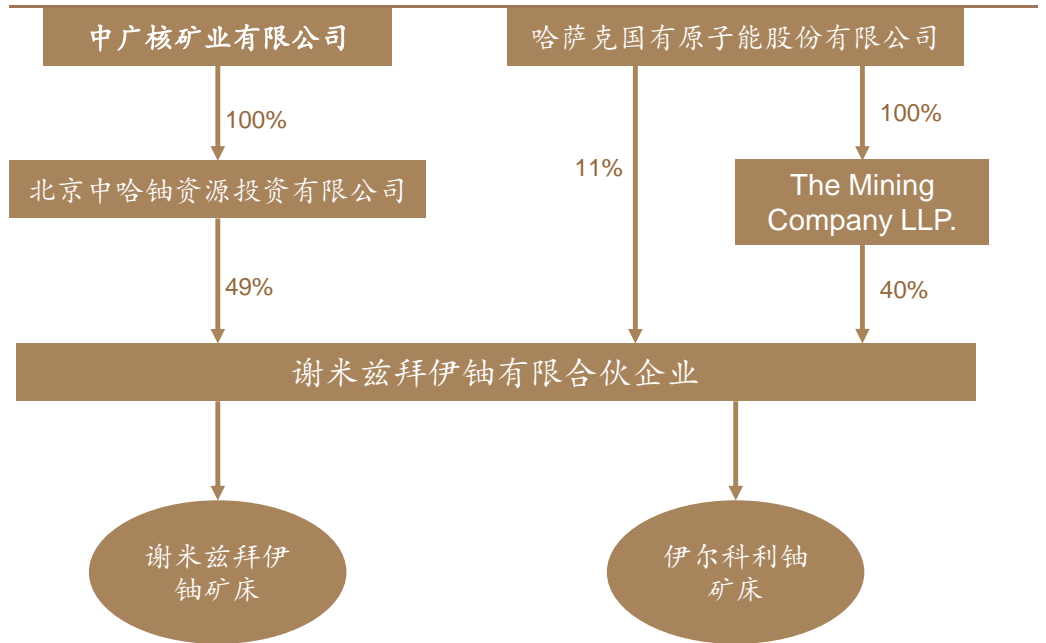 中广核矿业有限公司
哈萨克国有原子能股份有限公司
100%
11%
100%
北京中哈铀资源投资有限公司
The Mining
Company LLP.
49%
40%
谢米兹拜伊铀有限合伙企业
谢米兹拜伊
铀矿床
伊尔科利铀
矿床